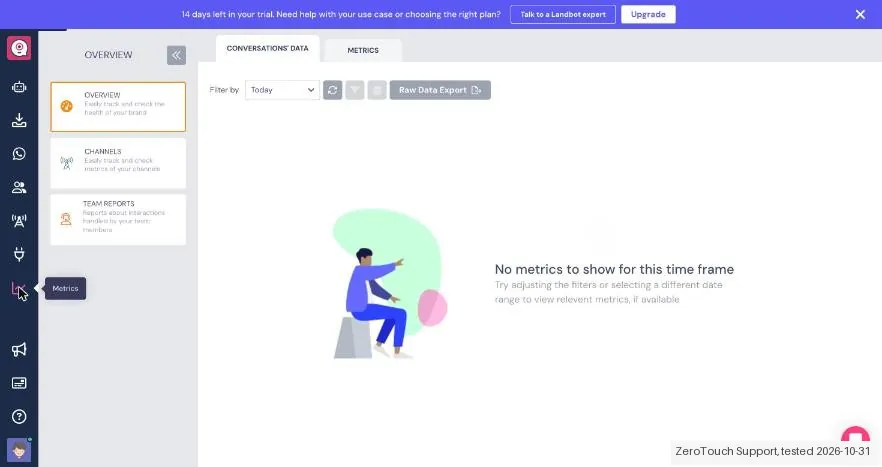 14 days left in your trial. Need help with your use case or choosing the right plan?
Talk to a Landbot expert
Upgrade
OVERVIEW
CONVERSATIONS' DATA
METRICS
OVERVIEW
Easily track and check the
health of your brand
CHANNELS
Easily track and check
metrics of your channels
TEAM REPORTS
Reports about interactions
handled by your team
members
Filter by
Today
Raw Data Export
Metrics
No metrics to show for this time frame
Try adjusting the filters or selecting a different date
range to view relevent metrics, if available
ZeroTouch Support, tested 2026-10-31